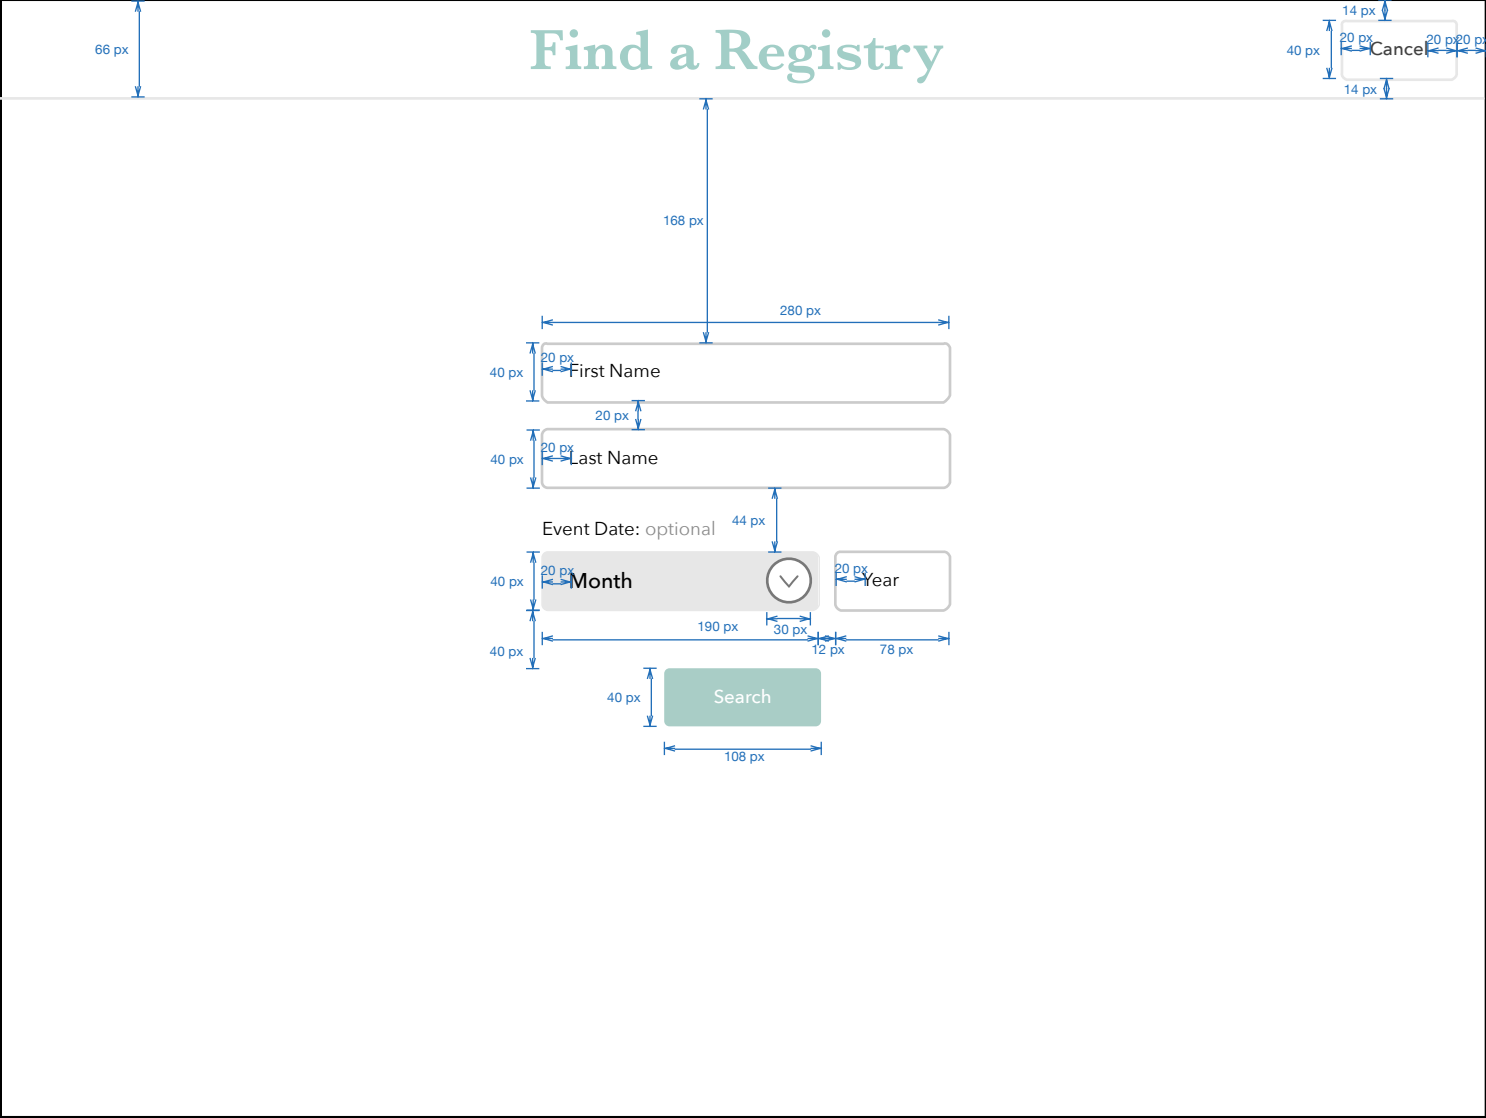 14 px
66 px
Find a Registry
40 px
20 px
Cancel
20 px
20 px
14 px
168 px
280 px
20 px
40 px
First Name
20 px
20 px
40 px
Last Name
44 px
Event Date: optional
20 px
40 px
Month
20 px
Year
190 px
30 px
40 px
12 px
78 px
40 px
Search
108 px